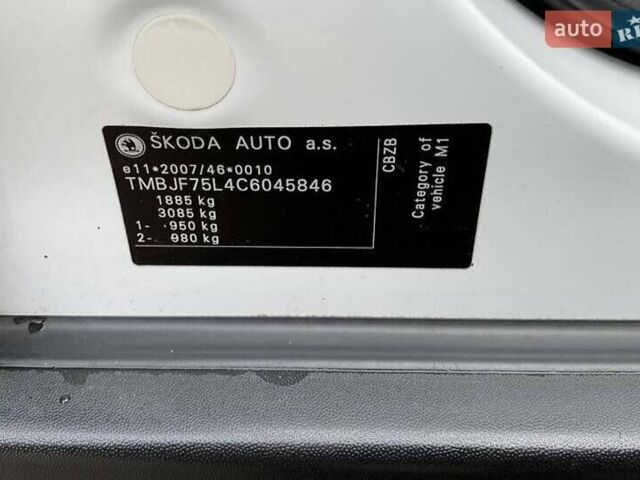 auto RI
ŠKODA AUTO a.s.
e11*2007/46*0010
TMBJF75L4C6045846
1885 kg
3085 kg
1- 950 kg
2- 980 kg
CBZB
Category of
vehicle M1